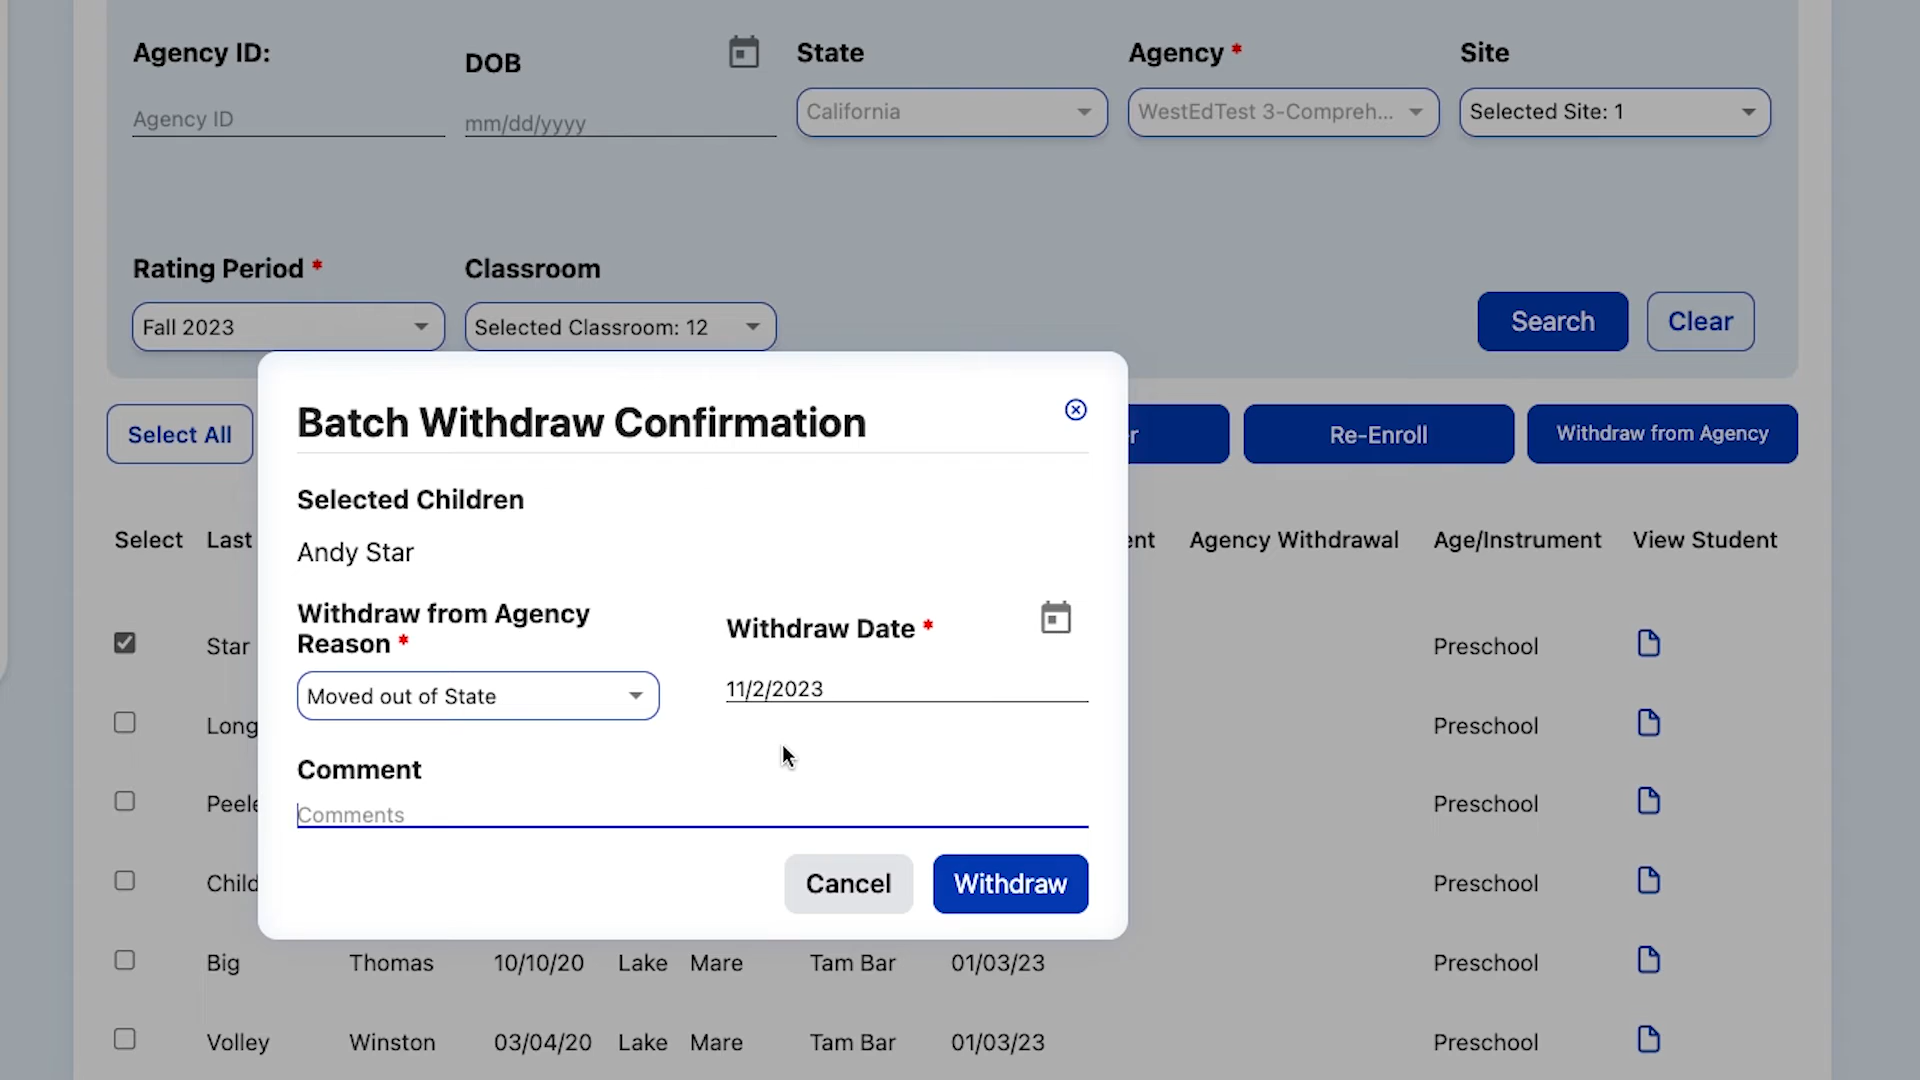 Agency ID:
DOB
State
Agency *
Site
Agency ID
mm/dd/yyyy
California
WestEdTest 3-Compreh...
Selected Site: 1
Rating Period *
Classroom
Fall 2023
Selected Classroom: 12
Search
Clear
Select All
Re-Enroll
Withdraw from Agency
Batch Withdraw Confirmation
Selected Children
Andy Star
Withdraw from Agency
Reason *
Withdraw Date *
Moved out of State
11/2/2023
Comment
Comments
Cancel
Withdraw
Select Last Agency Withdrawal Age/Instrument View Student
Star Preschool
Long Preschool
Preschool
Child Preschool
Big Thomas 10/10/20 Lake Mare Tam Bar 01/03/23 Preschool
Volley Winston 03/04/20 Lake Mare Tam Bar 01/03/23 Preschool